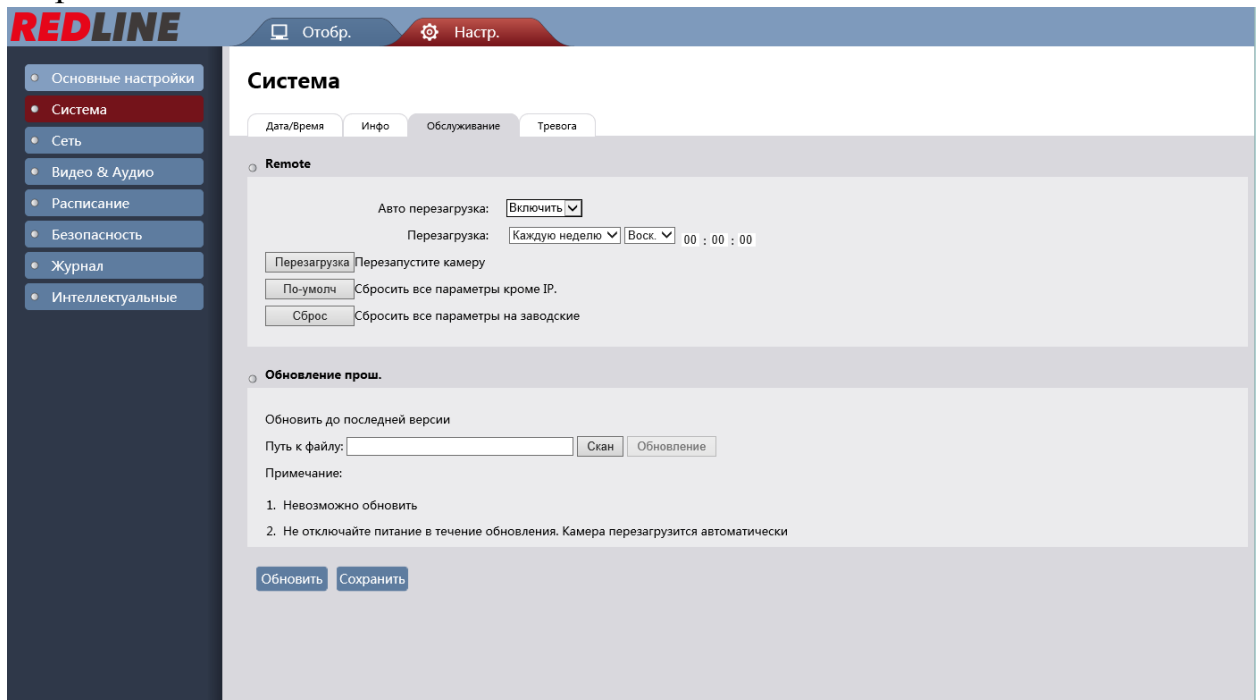 REDLINE
Отобр.
Настр.
Основные настройки
Система
Сеть
Видео & Аудио
Расписание
Безопасность
Журнал
Интеллектуальные
Система
Дата/Время Инфо Обслуживание Тревога
Remote
Авто перезагрузка: Включить
Перезагрузка: Каждую неделю Воск. 00 : 00 : 00
Перезагрузка Перезапустите камеру
По-умолч Сбросить все параметры кроме IP.
Сброс Сбросить все параметры на заводские
Обновление прош.
Обновить до последней версии
Путь к файлу: Скан Обновление
Примечание:
1. Невозможно обновить
2. Не отключайте питание в течение обновления. Камера перезагрузится автоматически
Обновить Сохранить